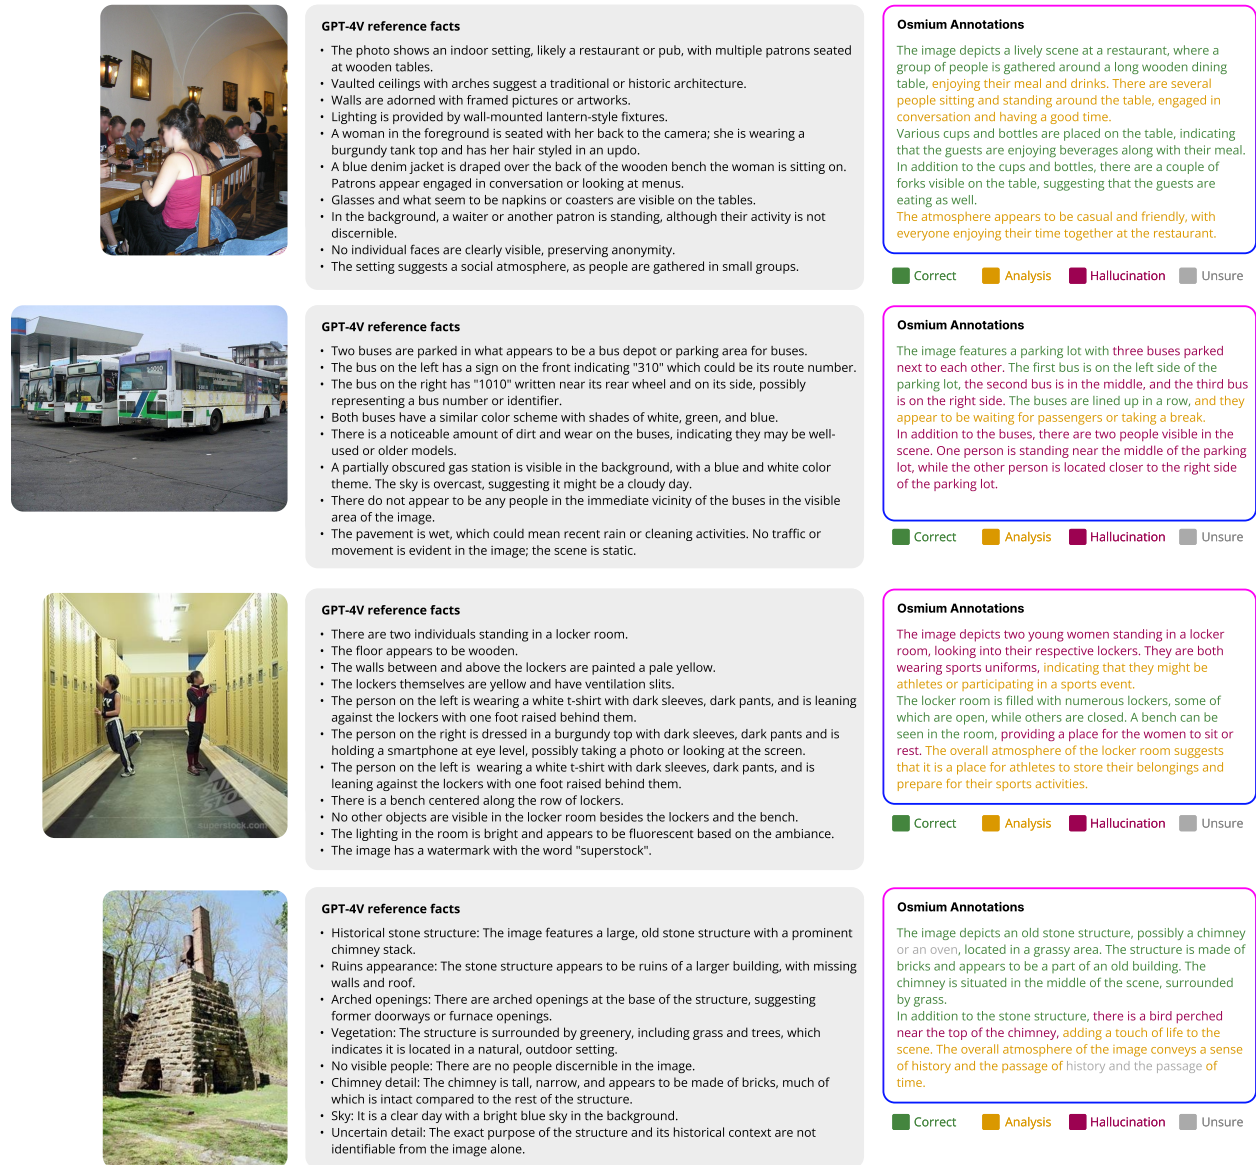 GPT-4V reference facts
• The photo shows an indoor setting, likely a restaurant or pub, with multiple patrons seated
at wooden tables.
• Vaulted ceilings with arches suggest a traditional or historic architecture.
• Walls are adorned with framed pictures or artworks.
• Lighting is provided by wall-mounted lantern-style fixtures.
• A woman in the foreground is seated with her back to the camera; she is wearing a
burgundy tank top and has her hair styled in an updo.
• A blue denim jacket is draped over the back of the wooden bench the woman is sitting on.
Patrons appear engaged in conversation or looking at menus.
• Glasses and what seem to be napkins or coasters are visible on the tables.
• In the background, a waiter or another patron is standing, although their activity is not
discernible.
• No individual faces are clearly visible, preserving anonymity.
• The setting suggests a social atmosphere, as people are gathered in small groups.
Osmium Annotations
The image depicts a lively scene at a restaurant, where a
group of people is gathered around a long wooden dining
table, enjoying their meal and drinks. There are several
people sitting and standing around the table, engaged in
conversation and having a good time.
Various cups and bottles are placed on the table, indicating
that the guests are enjoying beverages along with their meal.
In addition to the cups and bottles, there are a couple of
forks visible on the table, suggesting that the guests are
eating as well.
The atmosphere appears to be casual and friendly, with
everyone enjoying their time together at the restaurant.
Correct Analysis Hallucination Unsure
GPT-4V reference facts
• Two buses are parked in what appears to be a bus depot or parking area for buses.
• The bus on the left has a sign on the front indicating "310" which could be its route number.
• The bus on the right has "1010" written near its rear wheel and on its side, possibly
representing a bus number or identifier.
• Both buses have a similar color scheme with shades of white, green, and blue.
• There is a noticeable amount of dirt and wear on the buses, indicating they may be well-
used or older models.
• A partially obscured gas station is visible in the background, with a blue and white color
theme. The sky is overcast, suggesting it might be a cloudy day.
• There do not appear to be any people in the immediate vicinity of the buses in the visible
area of the image.
• The pavement is wet, which could mean recent rain or cleaning activities. No traffic or
movement is evident in the image; the scene is static.
Osmium Annotations
The image features a parking lot with three buses parked
next to each other. The first bus is on the left side of the
parking lot, the second bus is in the middle, and the third bus
is on the right side. The buses are lined up in a row, and they
appear to be waiting for passengers or taking a break.
In addition to the buses, there are two people visible in the
scene. One person is standing near the middle of the parking
lot, while the other person is located closer to the right side
of the parking lot.
Correct Analysis Hallucination Unsure
GPT-4V reference facts
• There are two individuals standing in a locker room.
• The floor appears to be wooden.
• The walls between and above the lockers are painted a pale yellow.
• The lockers themselves are yellow and have ventilation slits.
• The person on the left is wearing a white t-shirt with dark sleeves, dark pants, and is leaning
against the lockers with one foot raised behind them.
• The person on the right is dressed in a burgundy top with dark sleeves, dark pants and is
holding a smartphone at eye level, possibly taking a photo or looking at the screen.
• The person on the left is wearing a white t-shirt with dark sleeves, dark pants, and is
leaning against the lockers with one foot raised behind them.
• There is a bench centered along the row of lockers.
• No other objects are visible in the locker room besides the lockers and the bench.
• The lighting in the room is bright and appears to be fluorescent based on the ambiance.
• The image has a watermark with the word "superstock".
superstock.com
Osmium Annotations
The image depicts two young women standing in a locker
room, looking into their respective lockers. They are both
wearing sports uniforms, indicating that they might be
athletes or participating in a sports event.
The locker room is filled with numerous lockers, some of
which are open, while others are closed. A bench can be
seen in the room, providing a place for the women to sit or
rest. The overall atmosphere of the locker room suggests
that it is a place for athletes to store their belongings and
prepare for their sports activities.
Correct Analysis Hallucination Unsure
GPT-4V reference facts
• Historical stone structure: The image features a large, old stone structure with a prominent
chimney stack.
• Ruins appearance: The stone structure appears to be ruins of a larger building, with missing
walls and roof.
• Arched openings: There are arched openings at the base of the structure, suggesting
former doorways or furnace openings.
• Vegetation: The structure is surrounded by greenery, including grass and trees, which
indicates it is located in a natural, outdoor setting.
• No visible people: There are no people discernible in the image.
• Chimney detail: The chimney is tall, narrow, and appears to be made of bricks, much of
which is intact compared to the rest of the structure.
• Sky: It is a clear day with a bright blue sky in the background.
• Uncertain detail: The exact purpose of the structure and its historical context are not
identifiable from the image alone.
Osmium Annotations
The image depicts an old stone structure, possibly a chimney
or an oven, located in a grassy area. The structure is made of
bricks and appears to be a part of an old building. The
chimney is situated in the middle of the scene, surrounded
by grass.
In addition to the stone structure, there is a bird perched
near the top of the chimney, adding a touch of life to the
scene. The overall atmosphere of the image conveys a sense
of history and the passage of history and the passage of
time.
Correct Analysis Hallucination Unsure